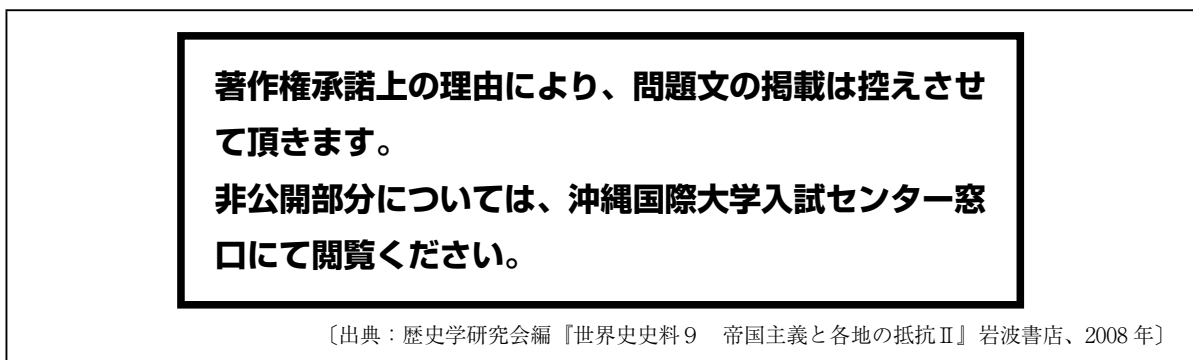 著作権承諾上の理由により、問題文の掲載は控えさせ
て頂きます。
非公開部分については、沖縄国際大学入試センター窓
口にて閲覧ください。
〔出典：歴史学研究会編『世界史史料９　帝国主義と各地の抵抗Ⅱ』岩波書店、2008 年〕